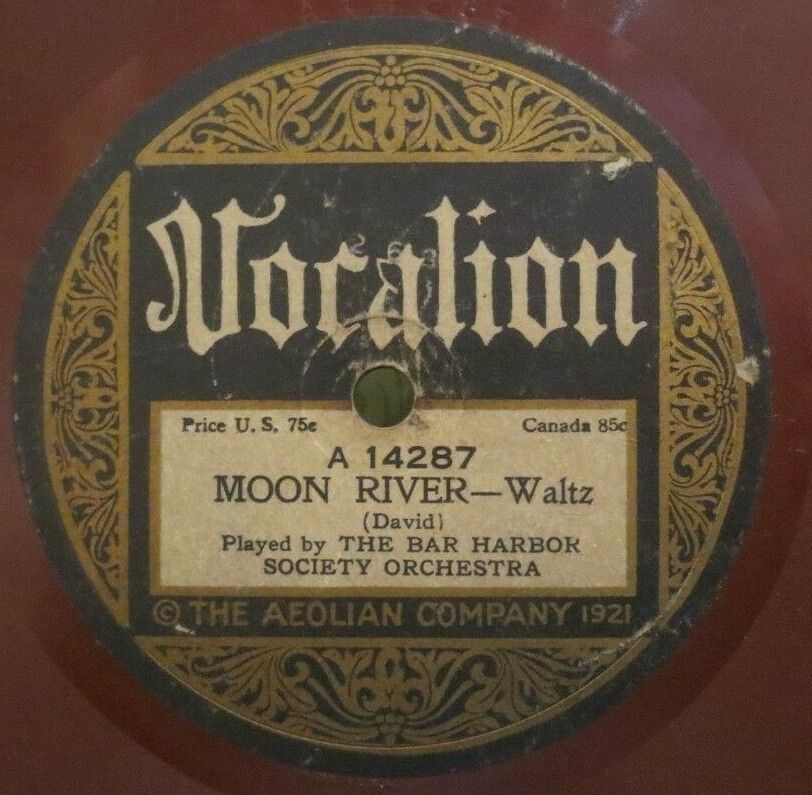 Vocalion
Price U. S. 75c Canada 85c
A 14287
MOON RIVER—Waltz
(David)
Played by THE BAR HARBOR
SOCIETY ORCHESTRA
© THE AEOLIAN COMPANY 1921